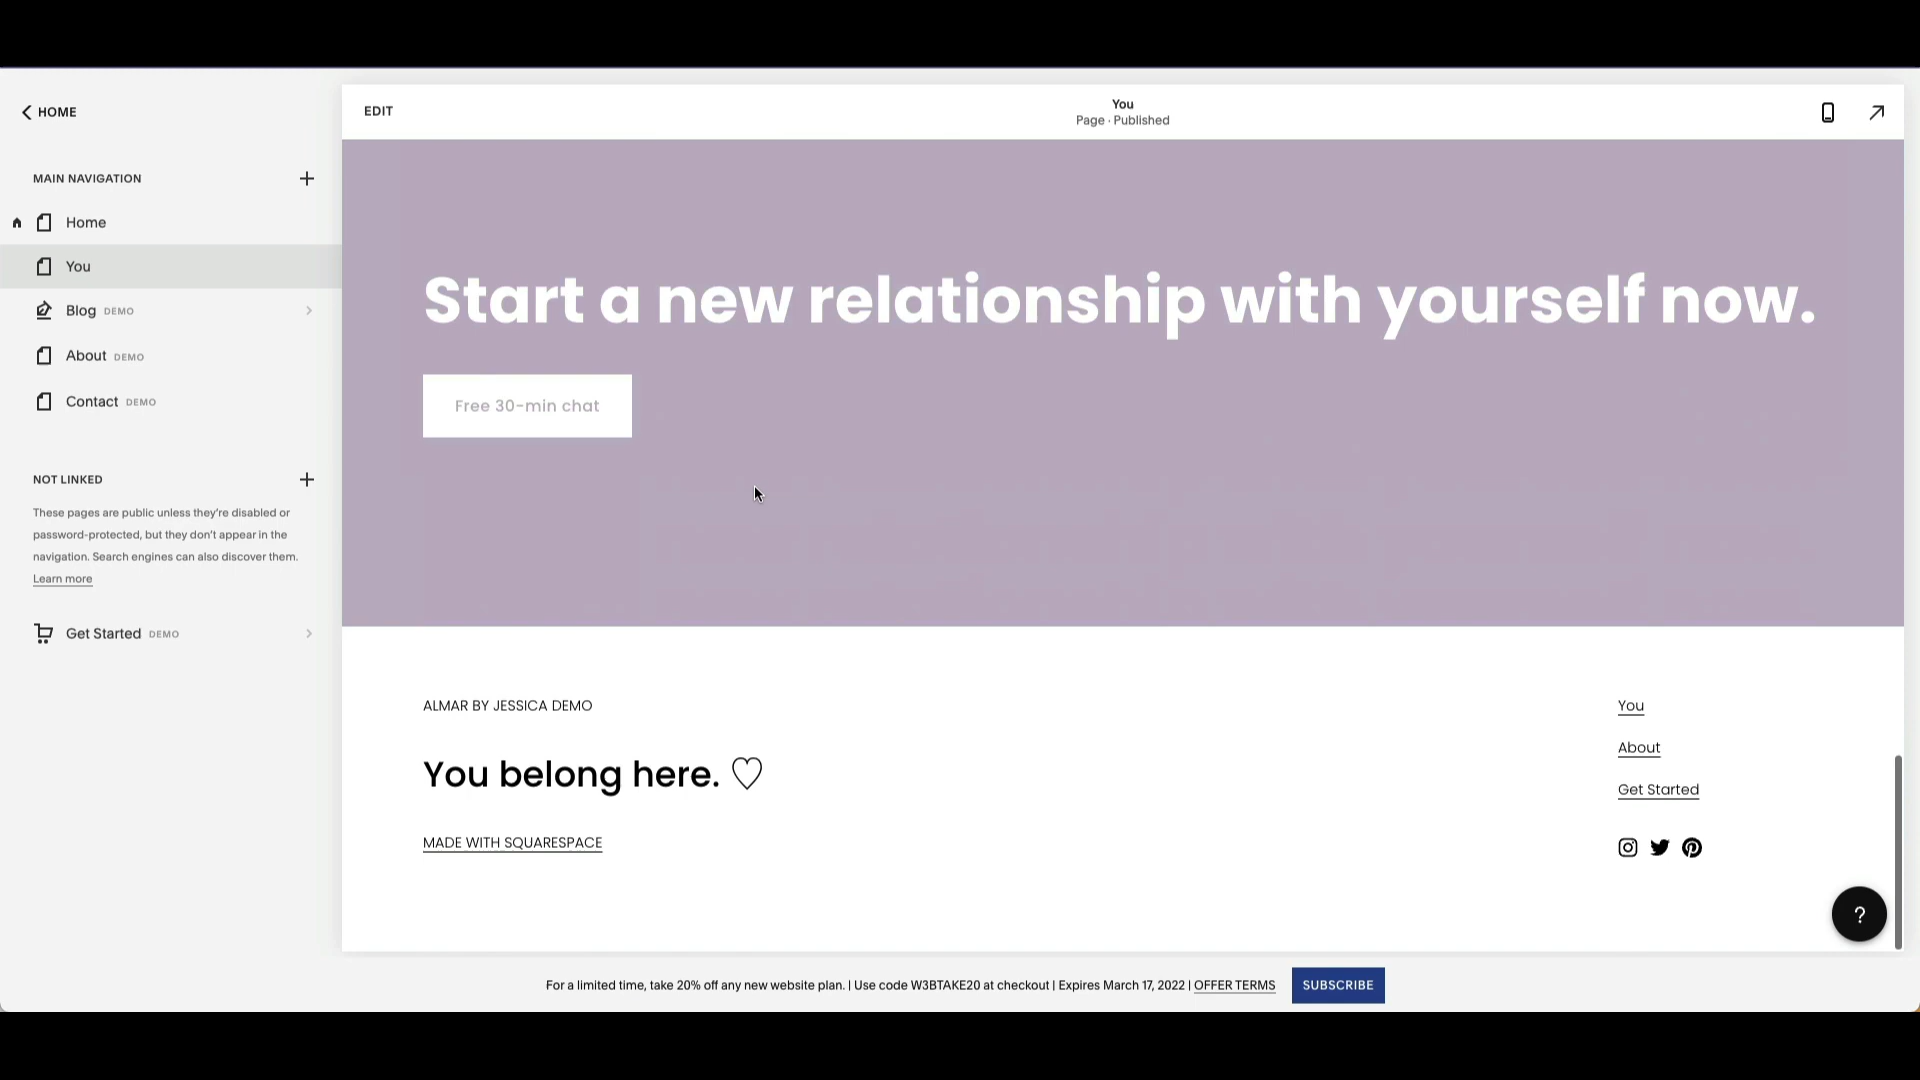 HOME
MAIN NAVIGATION
Home
You
Blog DEMO
About DEMO
Contact DEMO
NOT LINKED
These pages are public unless they’re disabled or
password-protected, but they don’t appear in the
navigation. Search engines can also discover them.
Learn more
Get Started DEMO
EDIT
You
Page · Published
Start a new relationship with yourself now.
Free 30-min chat
ALMAR BY JESSICA DEMO
You belong here. ♡
MADE WITH SQUARESPACE
You
About
Get Started
?
For a limited time, take 20% off any new website plan. | Use code W3BTAKE20 at checkout | Expires March 17, 2022 | OFFER TERMS
SUBSCRIBE